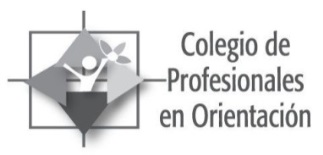 Colegio de
Profesionales
en Orientación